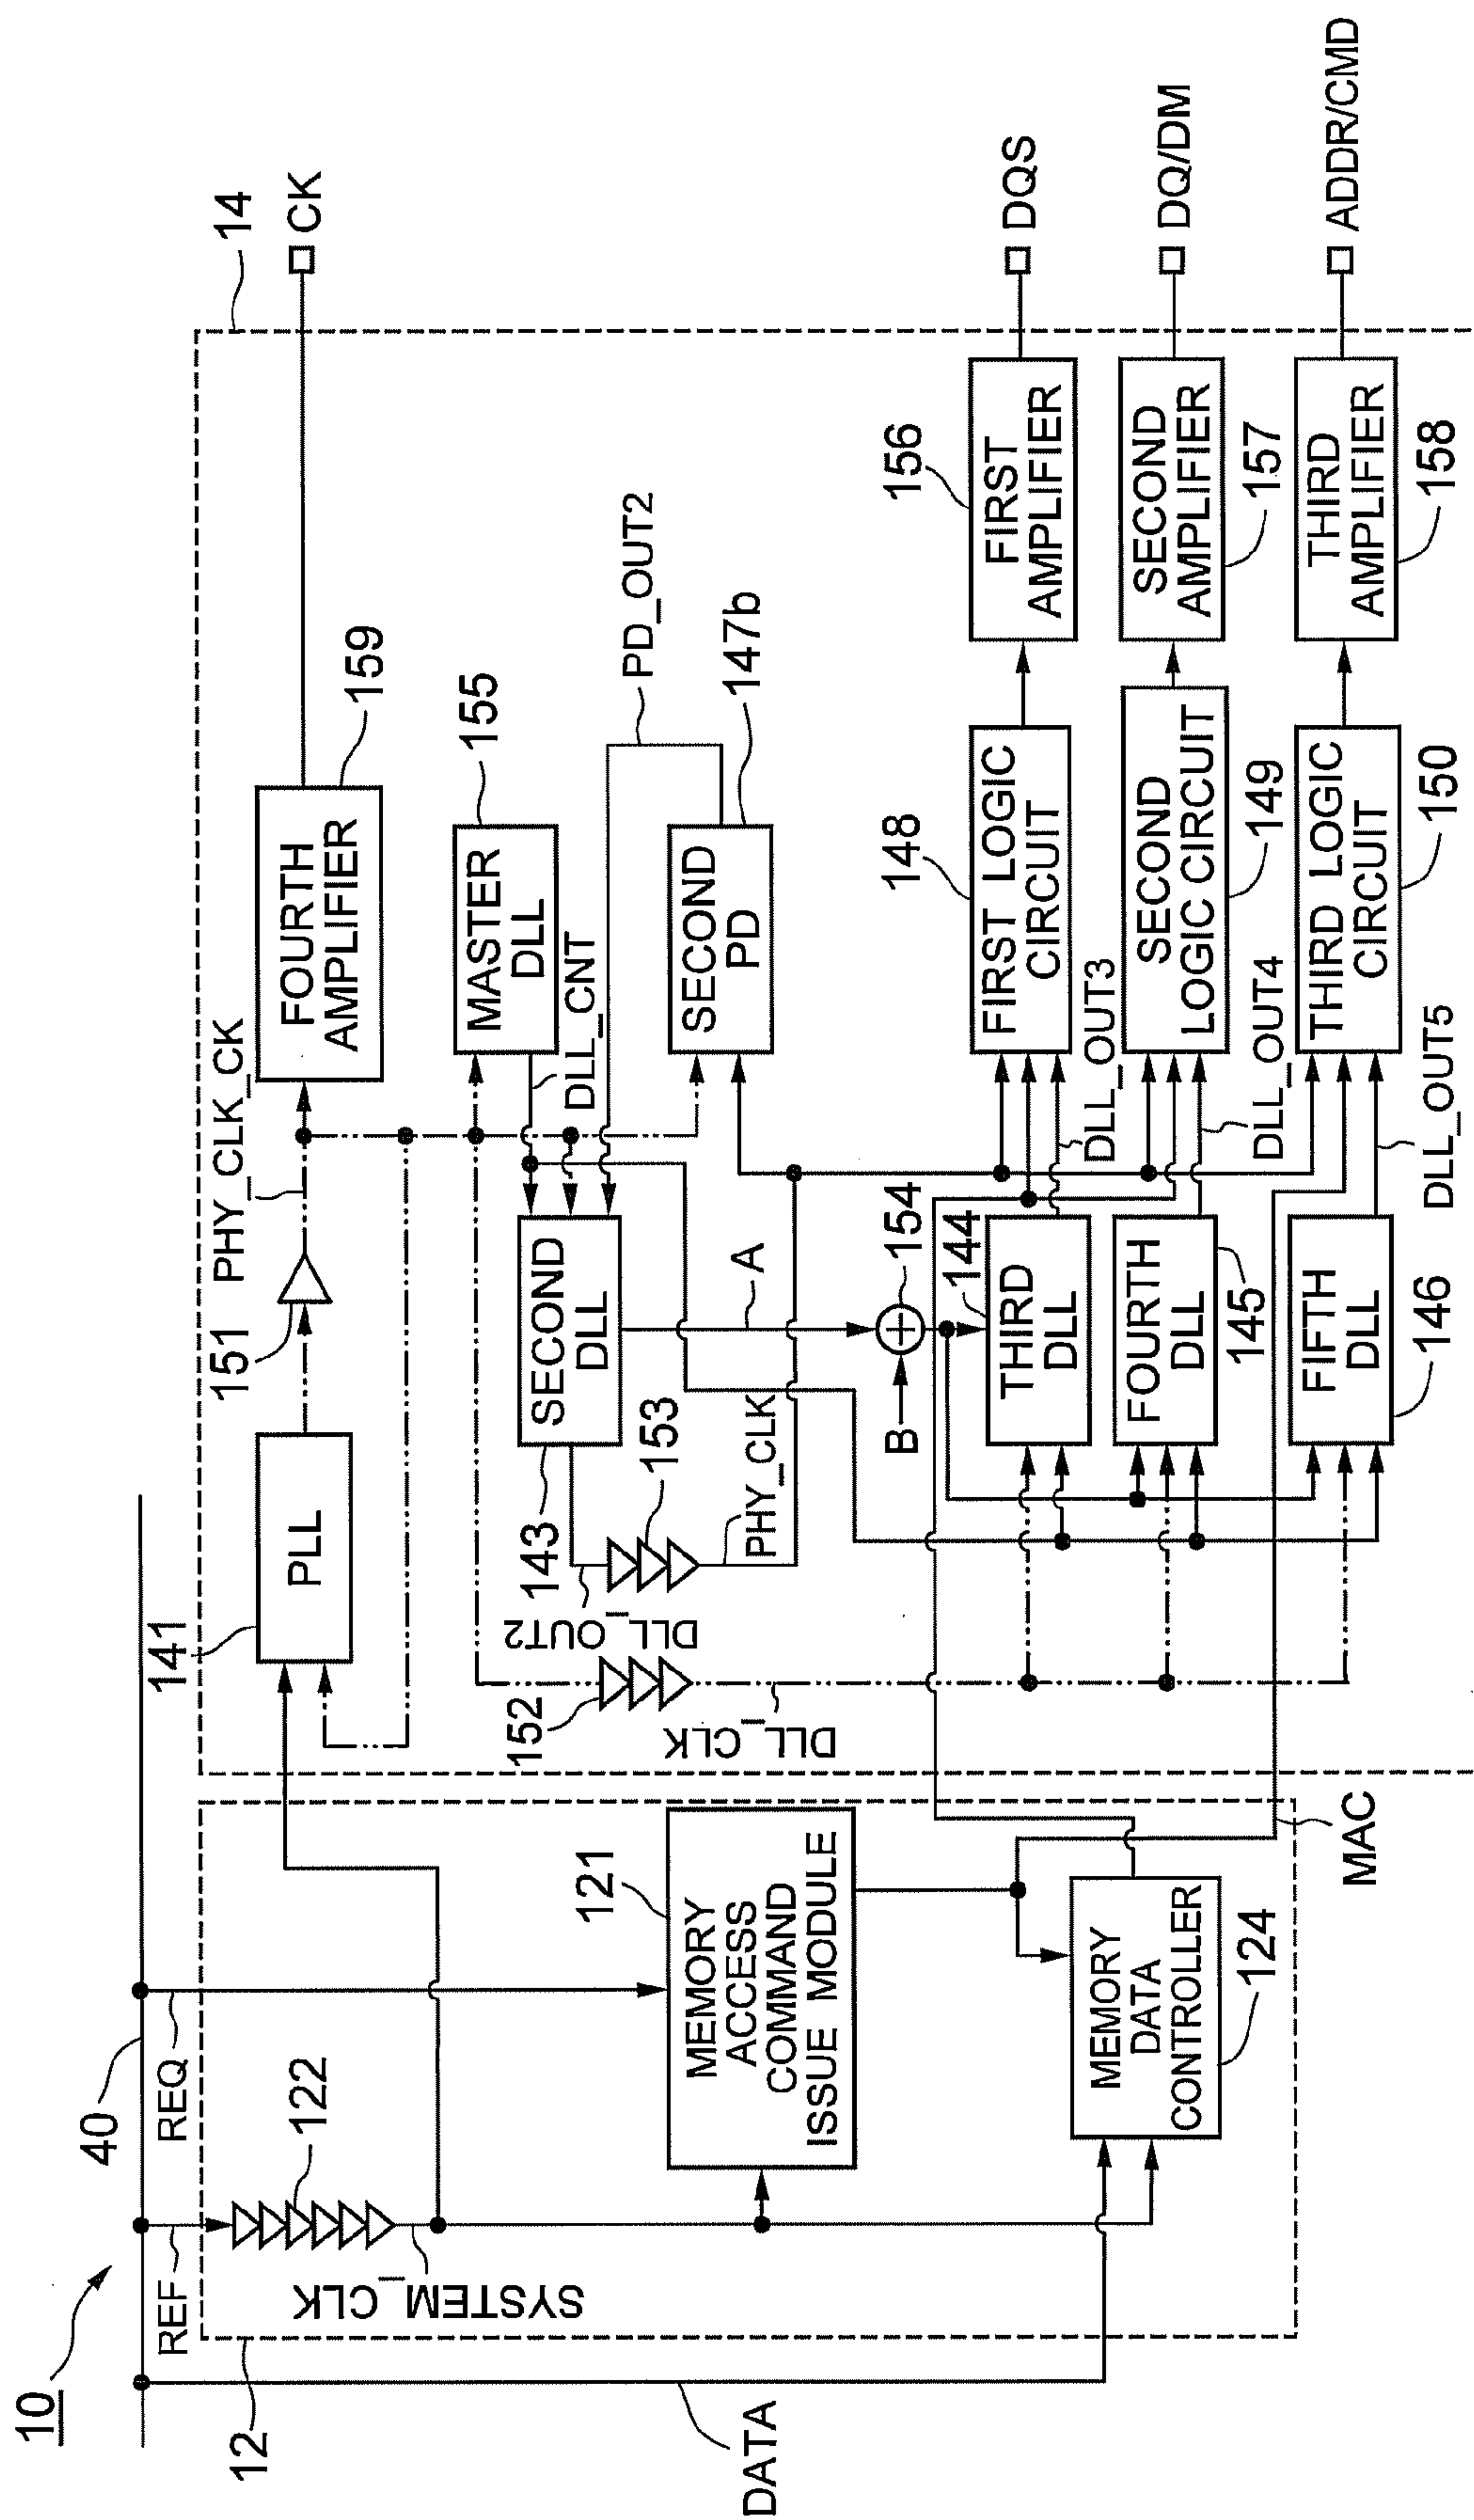 10
40
REF
REQ
12
122
SYSTEM_CLK
DATA
121
MEMORY
ACCESS
COMMAND
ISSUE MODULE
MEMORY
DATA
CONTROLLER
124
MAC
14
141
PLL
151
PHY_CLK_CK
FOURTH
AMPLIFIER
159
CK
MASTER
DLL
155
DLL_CNT
SECOND
DLL
143
DLL_OUT2
153
PHY_CLK
152
DLL_CLK
SECOND
PD
147b
PD_OUT2
A
B
154
144
THIRD
DLL
FOURTH
DLL
145
FIFTH
DLL
146
DLL_OUT3
DLL_OUT4
DLL_OUT5
148
FIRST LOGIC
CIRCUIT
SECOND
LOGIC CIRCUIT
149
THIRD LOGIC
CIRCUIT
150
156
FIRST
AMPLIFIER
SECOND
AMPLIFIER
157
THIRD
AMPLIFIER
158
DQS
DQ/DM
ADDR/CMD